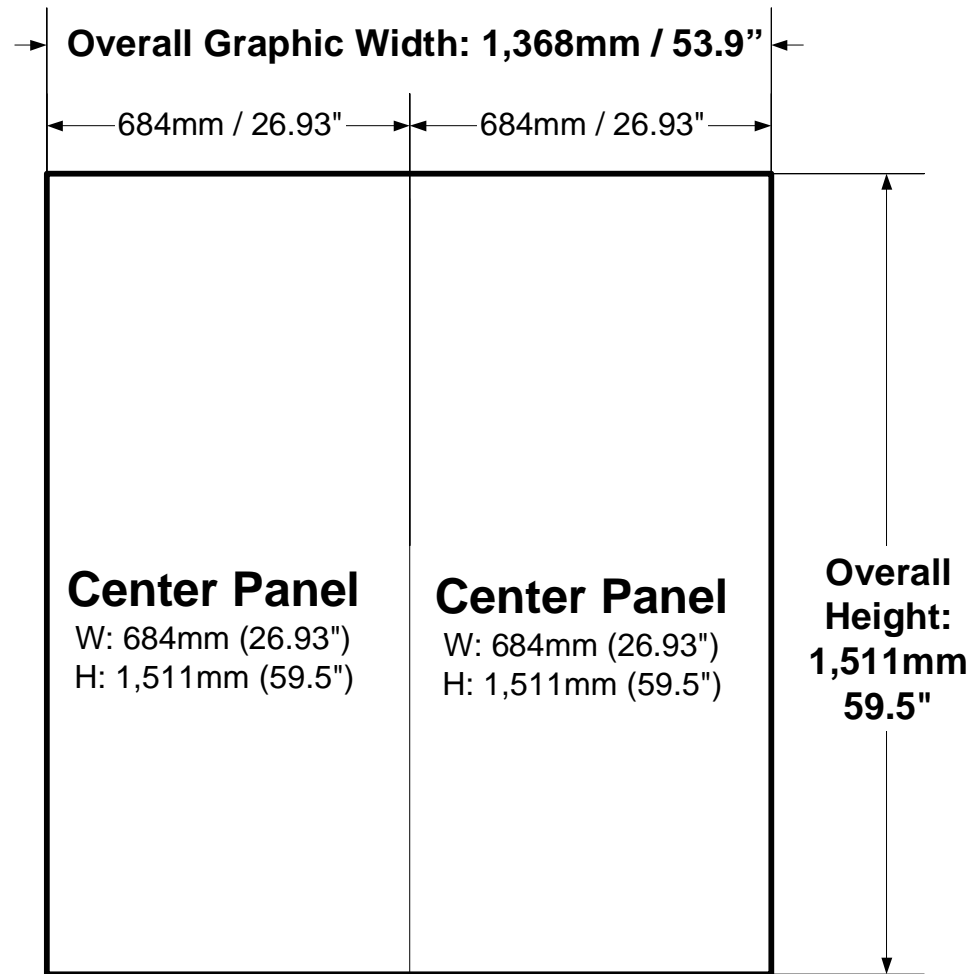 Overall Graphic Width: 1,368mm / 53.9”
684mm / 26.93" 684mm / 26.93"
Center Panel
W: 684mm (26.93")
H: 1,511mm (59.5")
Center Panel
W: 684mm (26.93")
H: 1,511mm (59.5")
Overall
Height:
1,511mm
59.5"